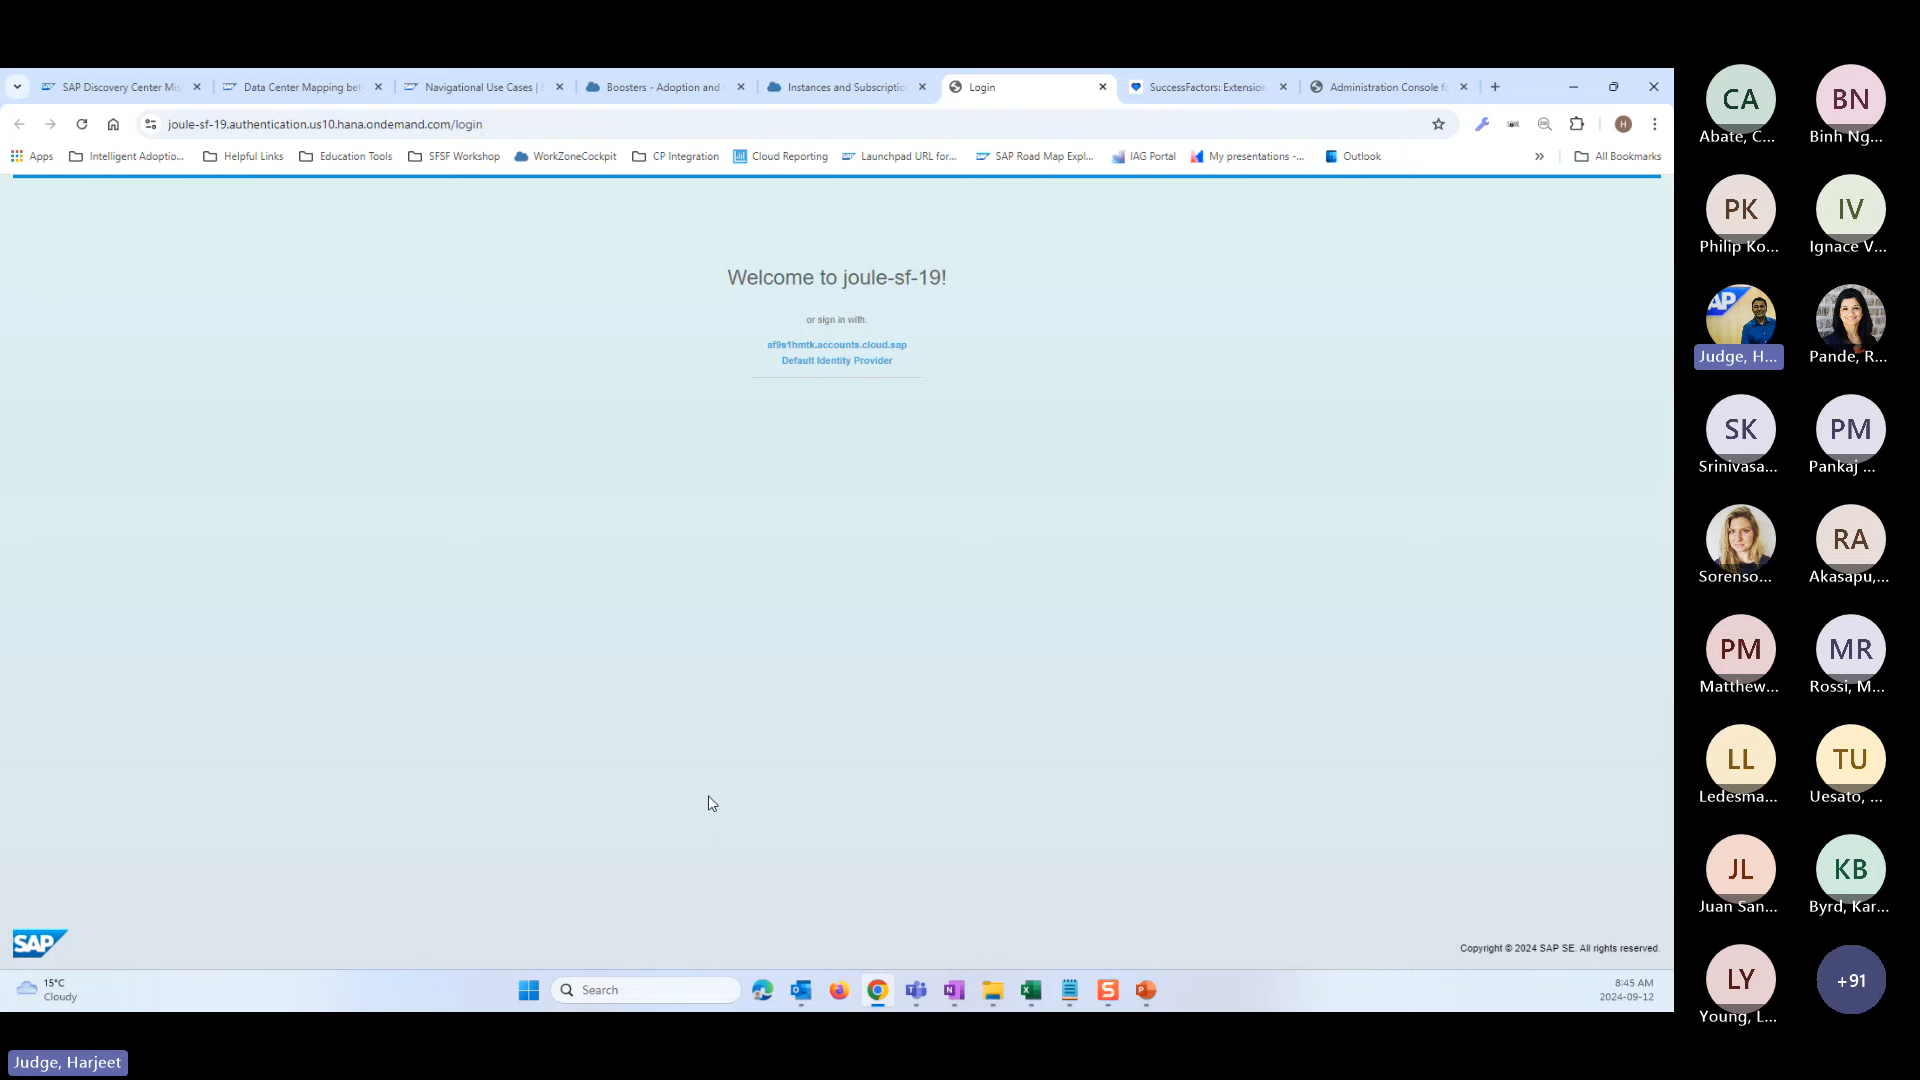 SAP Discovery Center Mis
Data Center Mapping bet
Navigational Use Cases |
Boosters - Adoption and
Instances and Subscriptio
Login
SuccessFactors: Extension
Administration Console fo
joule-sf-19.authentication.us10.hana.ondemand.com/login
H
Apps
Intelligent Adoptio...
Helpful Links
Education Tools
SFSF Workshop
WorkZoneCockpit
CP Integration
Cloud Reporting
Launchpad URL for...
SAP Road Map Expl...
IAG Portal
My presentations -...
Outlook
All Bookmarks
Welcome to joule-sf-19!
or sign in with:
af9s1hmtk.accounts.cloud.sap
Default Identity Provider
SAP
Copyright © 2024 SAP SE. All rights reserved.
15°C
Cloudy
Search
8:45 AM
2024-09-12
Judge, Harjeet
CA
Abate, C...
BN
Binh Ng...
PK
Philip Ko...
IV
Ignace V...
AP
Judge, H...
Pande, R...
SK
Srinivasa...
PM
Pankaj ...
Sorenso...
RA
Akasapu,...
PM
Matthew...
MR
Rossi, M...
LL
Ledesma...
TU
Uesato, ...
JL
Juan San...
KB
Byrd, Kar...
LY
Young, L...
+91